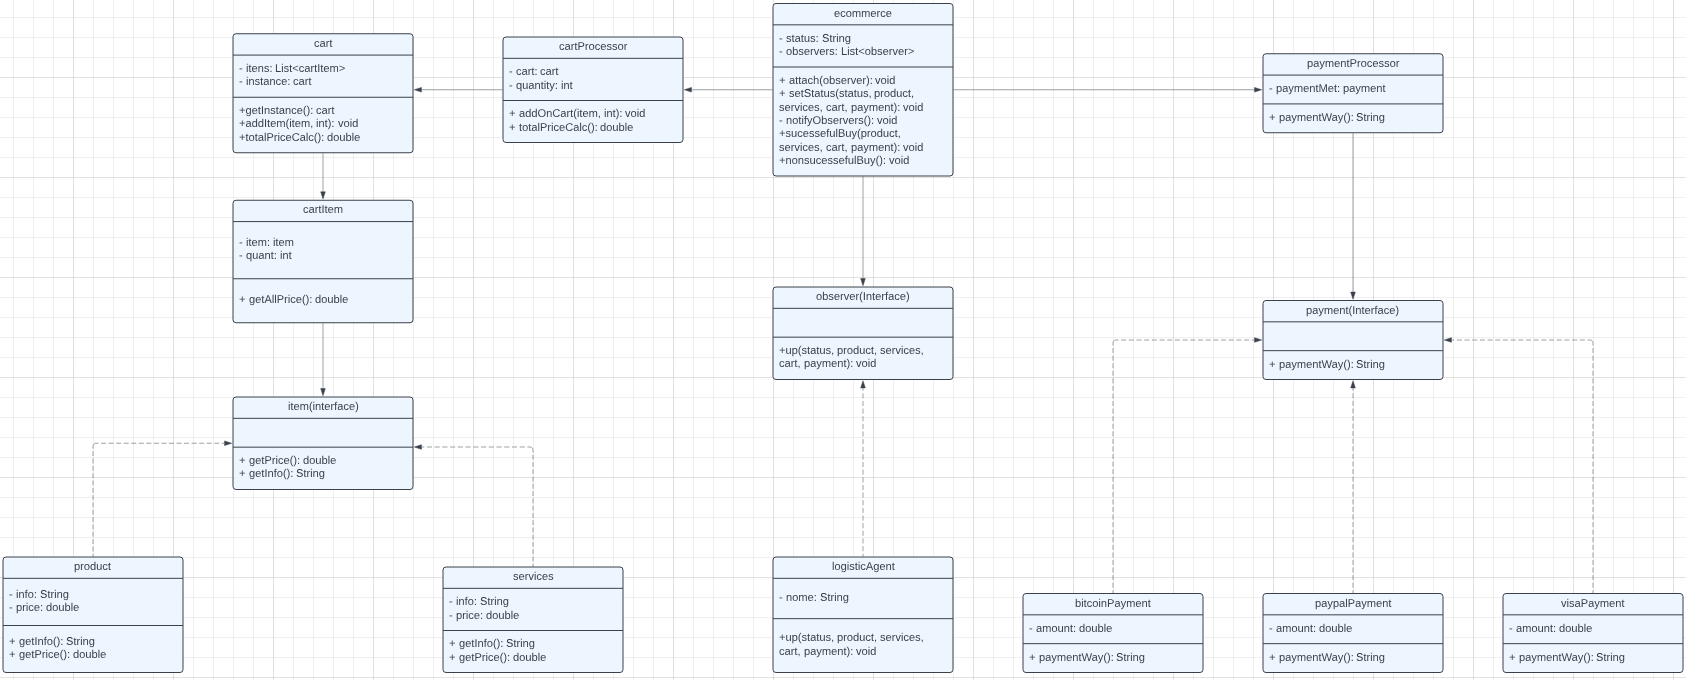 ecommerce
- status: String
- observers: List<observer>
+ attach(observer): void
+ setStatus(status, product,
services, cart, payment): void
- notifyObservers(): void
+sucessefulBuy(product,
services, cart, payment): void
+nonsucessefulBuy(): void
cart
- itens: List<cartItem>
- instance: cart
+getInstance(): cart
+addItem(item, int): void
+totalPriceCalc(): double
cartProcessor
- cart: cart
- quantity: int
+ addOnCart(item, int): void
+ totalPriceCalc(): double
paymentProcessor
- paymentMet: payment
+ paymentWay(): String
cartItem
- item: item
- quant: int
+ getAllPrice(): double
observer(Interface)
+up(status, product, services,
cart, payment): void
payment(Interface)
+ paymentWay(): String
item(interface)
+ getPrice(): double
+ getInfo(): String
product
- info: String
- price: double
+ getInfo(): String
+ getPrice(): double
services
- info: String
- price: double
+ getInfo(): String
+ getPrice(): double
logisticAgent
- nome: String
+up(status, product, services,
cart, payment): void
bitcoinPayment
- amount: double
+ paymentWay(): String
paypalPayment
- amount: double
+ paymentWay(): String
visaPayment
- amount: double
+ paymentWay(): String